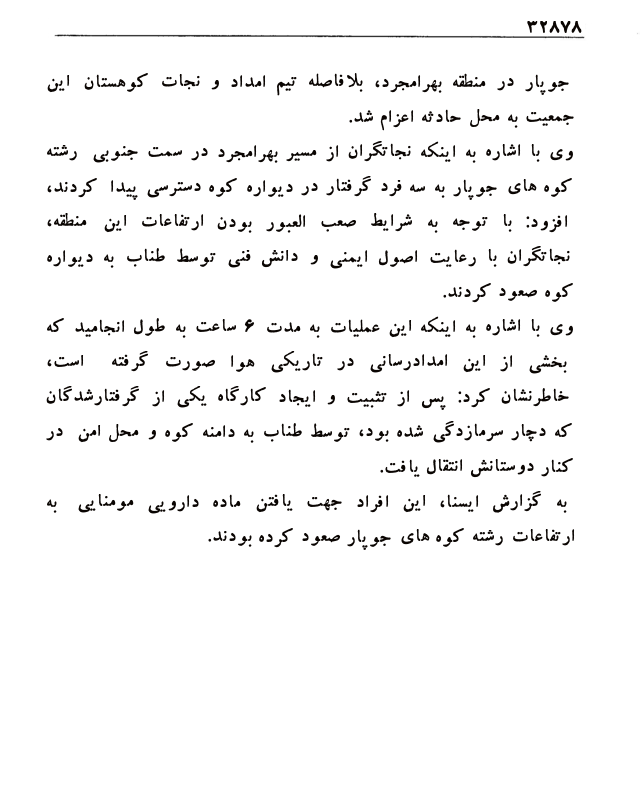 ۳۲۸۷۸
جوپار در منطقه بهرامجرد، بلافاصله تیم امداد و نجات کوهستان این
جمعیت به محل حادثه اعزام شد.
وی با اشاره به اینکه نجاتگران از مسیر بهرامجرد در سمت جنوبی رشته
کوه های جوپار به سه فرد گرفتار در دیواره کوه دسترسی پیدا کردند،
افزود: با توجه به شرایط صعب العبور بودن ارتفاعات این منطقه،
نجاتگران با رعایت اصول ایمنی و دانش فنی توسط طناب به دیواره
کوه صعود کردند.
وی با اشاره به اینکه این عملیات به مدت ۶ ساعت به طول انجامید که
بخشی از این امدادرسانی در تاریکی هوا صورت گرفته است،
خاطرنشان کرد: پس از تثبیت و ایجاد کارگاه یکی از گرفتارشدگان
که دچار سرمازدگی شده بود، توسط طناب به دامنه کوه و محل امن در
کنار دوستانش انتقال یافت.
به گزارش ایسنا، این افراد جهت یافتن ماده دارویی مومنایی به
ارتفاعات رشته کوه های جوپار صعود کرده بودند.